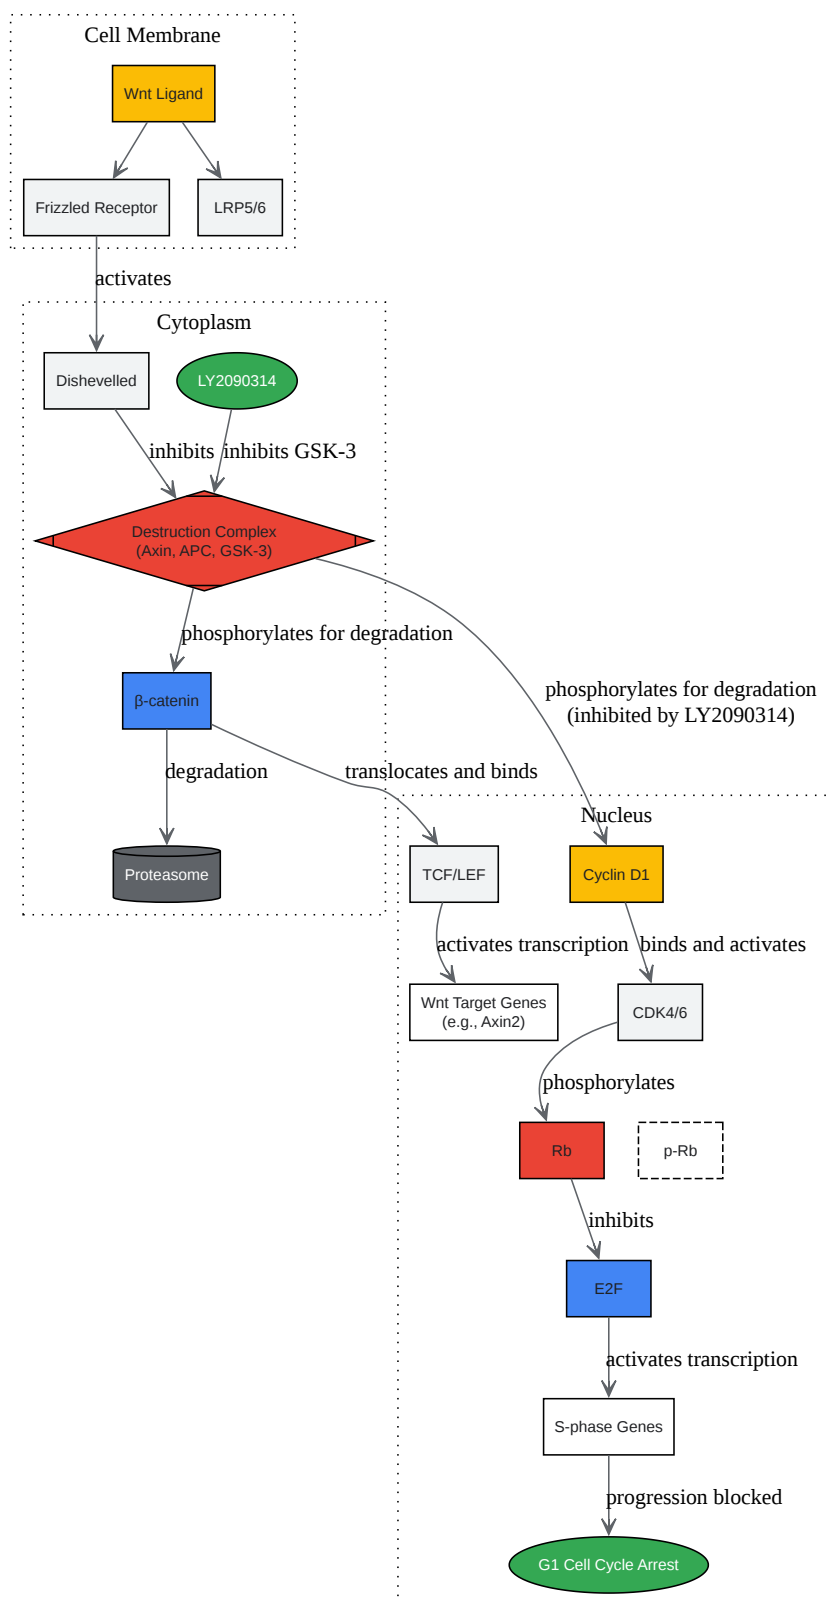 Cell Membrane
Wnt Ligand
Frizzled Receptor
LRP5/6
activates
Cytoplasm
Dishevelled
LY2090314
inhibits
inhibits GSK-3
Destruction Complex
(Axin, APC, GSK-3)
phosphorylates for degradation
phosphorylates for degradation
(inhibited by LY2090314)
β-catenin
degradation
translocates and binds
Nucleus
Proteasome
TCF/LEF
Cyclin D1
activates transcription
binds and activates
Wnt Target Genes
(e.g., Axin2)
CDK4/6
phosphorylates
Rb
p-Rb
inhibits
E2F
activates transcription
S-phase Genes
progression blocked
G1 Cell Cycle Arrest